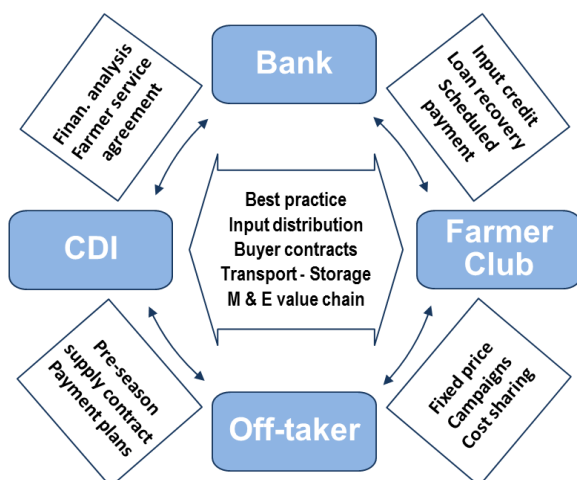 Bank
Finan. analysis
Farmer service
agreement
Input credit
Loan recovery
Scheduled
payment
CDI
Best practice
Input distribution
Buyer contracts
Transport - Storage
M & E value chain
Farmer
Club
Pre-season
supply contract
Payment plans
Off-taker
Fixed price
Campaigns
Cost sharing